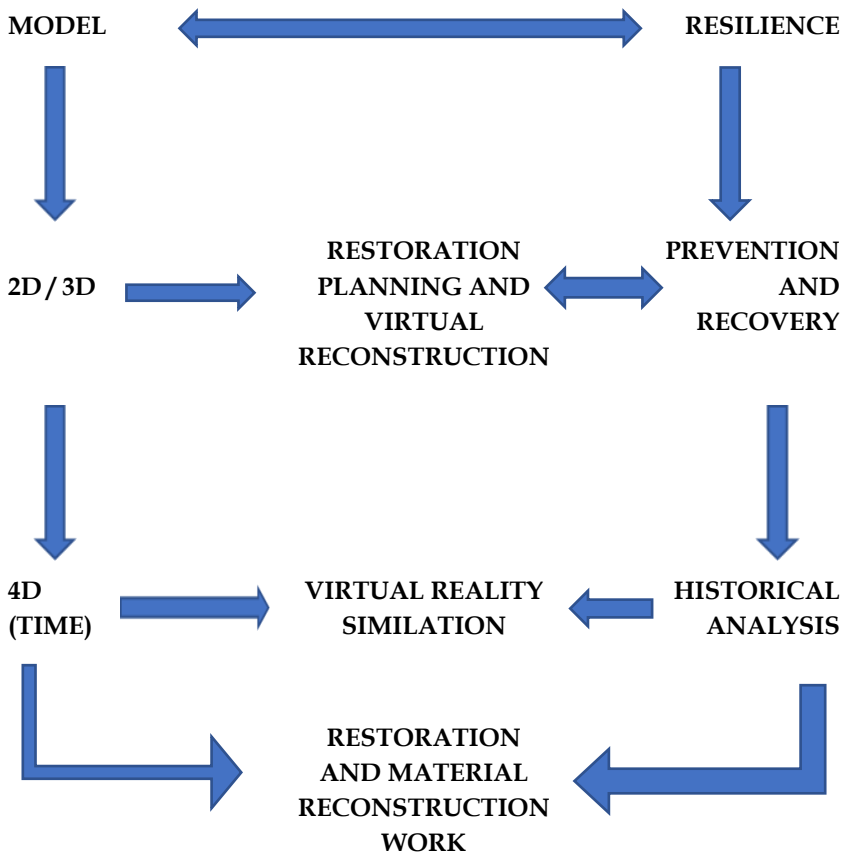 MODEL
RESILIENCE
2D / 3D
RESTORATION
PLANNING AND
VIRTUAL
RECONSTRUCTION
PREVENTION
AND
RECOVERY
4D
(TIME)
VIRTUAL REALITY
SIMILATION
HISTORICAL
ANALYSIS
RESTORATION
AND MATERIAL
RECONSTRUCTION
WORK